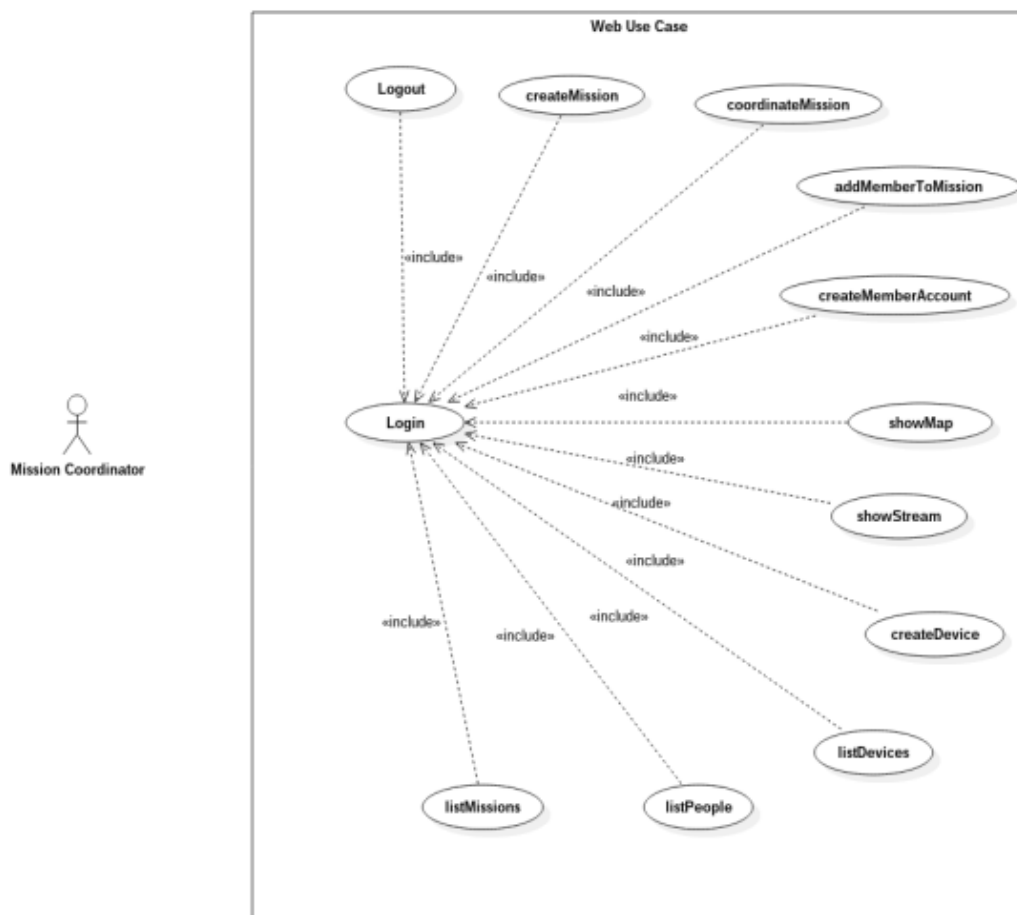 Web Use Case
Logout
createMission
coordinateMission
addMemberToMission
«include»
«include»
«include»
createMemberAccount
«include»
«include»
Login
showMap
Mission Coordinator
«include»
showStream
«include»
«include»
«include»
«include»
«include»
createDevice
listDevices
listMissions
listPeople